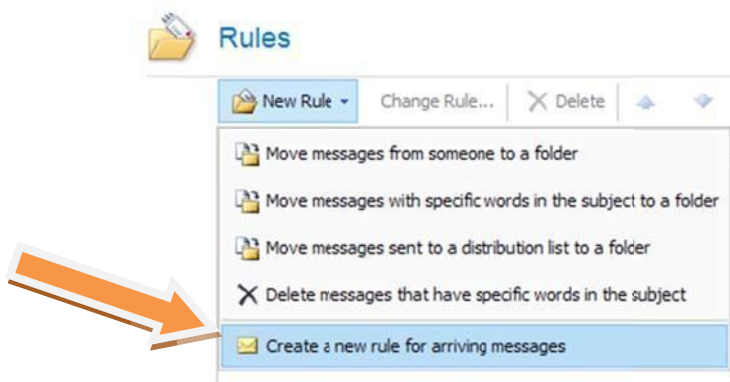 Rules
New Rule Change Rule... Delete
Move messages from someone to a folder
Move messages with specific words in the subject to a folder
Move messages sent to a distribution list to a folder
Delete messages that have specific words in the subject
Create a new rule for arriving messages